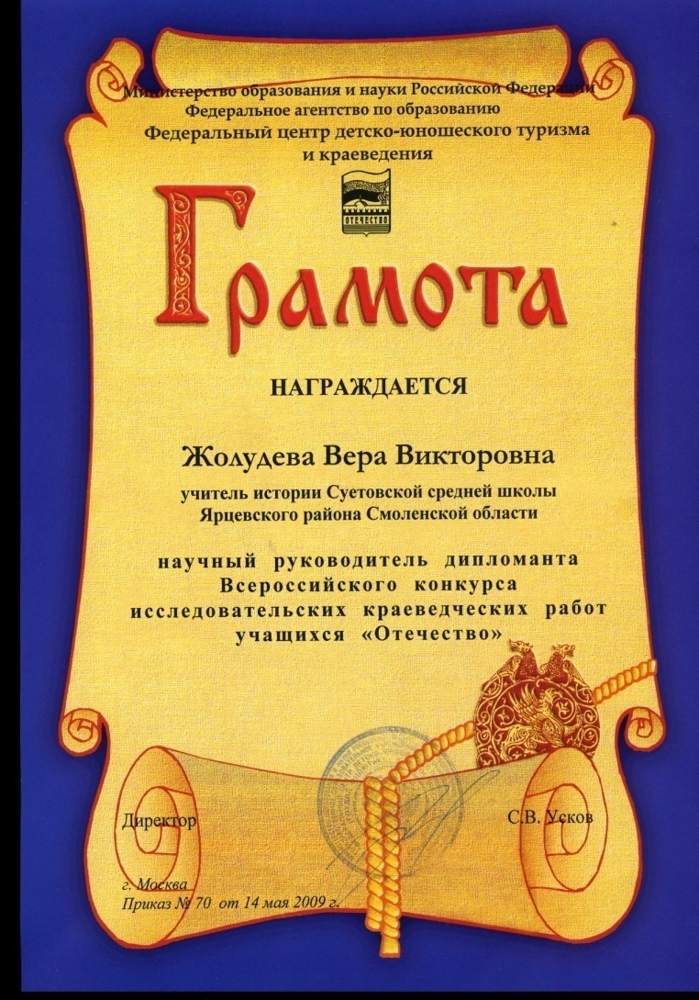 Министерство образования и науки Российской Федерации
Федеральное агентство по образованию
Федеральный центр детско-юношеского туризма
и краеведения
ОТЕЧЕСТВО
Грамота
НАГРАЖДАЕТСЯ
Жолудева Вера Викторовна
учитель истории Суетовской средней школы
Ярцевского района Смоленской области
научный руководитель дипломанта
Всероссийского конкурса
исследовательских краеведческих работ
учащихся «Отечество»
Директор С.В. Усков
г. Москва
Приказ № 70 от 14 мая 2009 г.